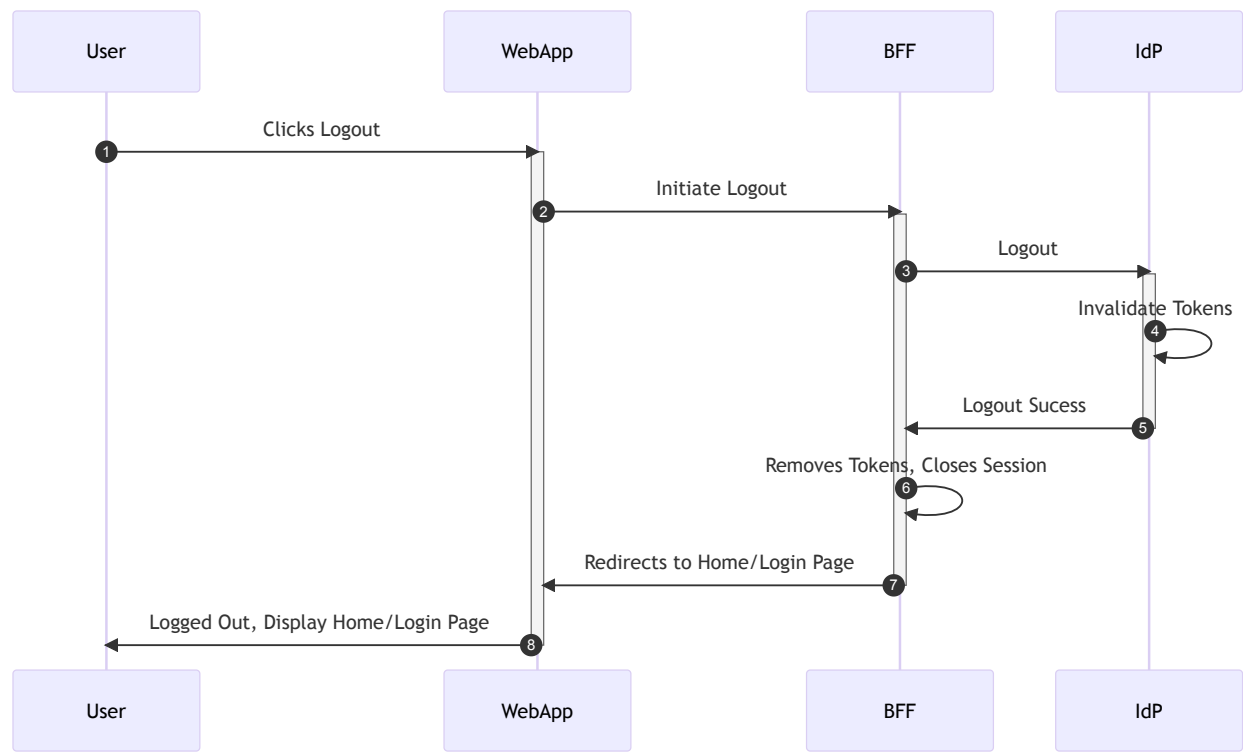 User
WebApp
BFF
IdP
Clicks Logout
1
Initiate Logout
2
Logout
3
Invalidate Tokens
4
Logout Sucess
5
Removes Tokens, Closes Session
6
Redirects to Home/Login Page
7
Logged Out, Display Home/Login Page
8
User
WebApp
BFF
IdP